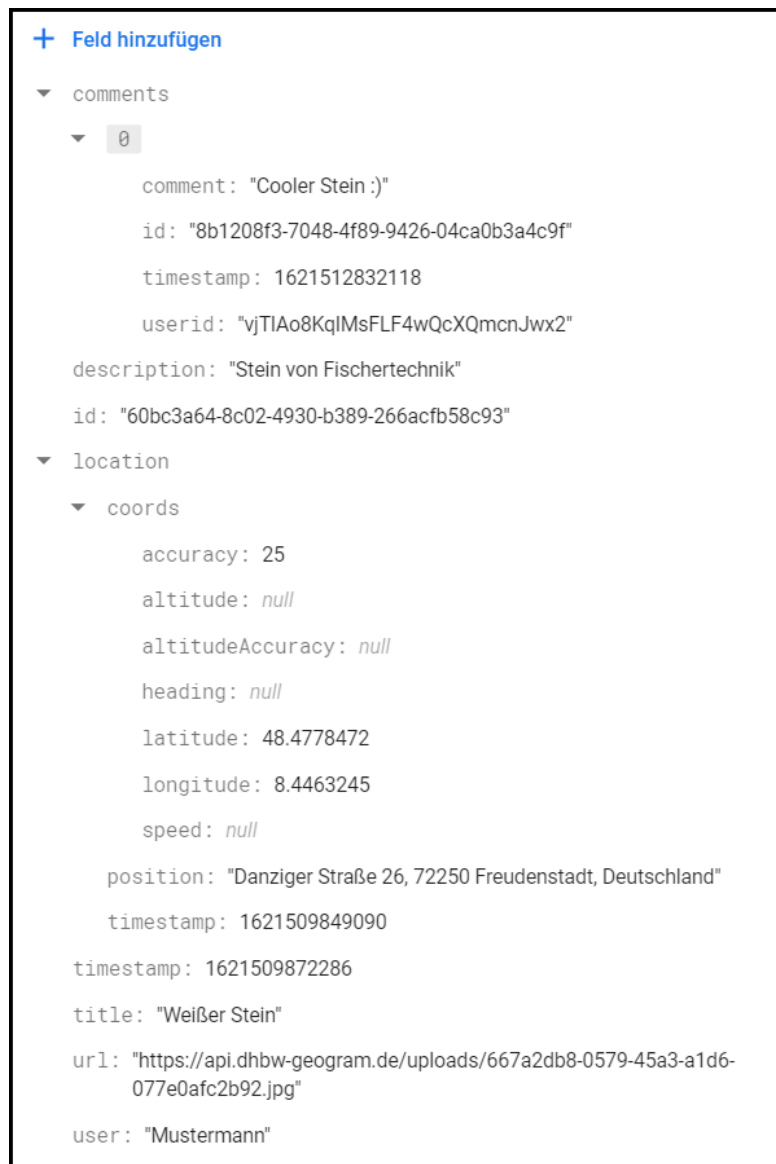 + Feld hinzufügen
comments
0
comment: "Cooler Stein :)"
id: "8b1208f3-7048-4f89-9426-04ca0b3a4c9f"
timestamp: 1621512832118
userid: "vjTlAo8KqlMsFLF4wQcXQmcnJwx2"
description: "Stein von Fischertechnik"
id: "60bc3a64-8c02-4930-b389-266acfb58c93"
location
coords
accuracy: 25
altitude: null
altitudeAccuracy: null
heading: null
latitude: 48.4778472
longitude: 8.4463245
speed: null
position: "Danziger Straße 26, 72250 Freudenstadt, Deutschland"
timestamp: 1621509849090
timestamp: 1621509872286
title: "Weißer Stein"
url: "https://api.dhbw-geogram.de/uploads/667a2db8-0579-45a3-a1d6-
077e0afc2b92.jpg"
user: "Mustermann"